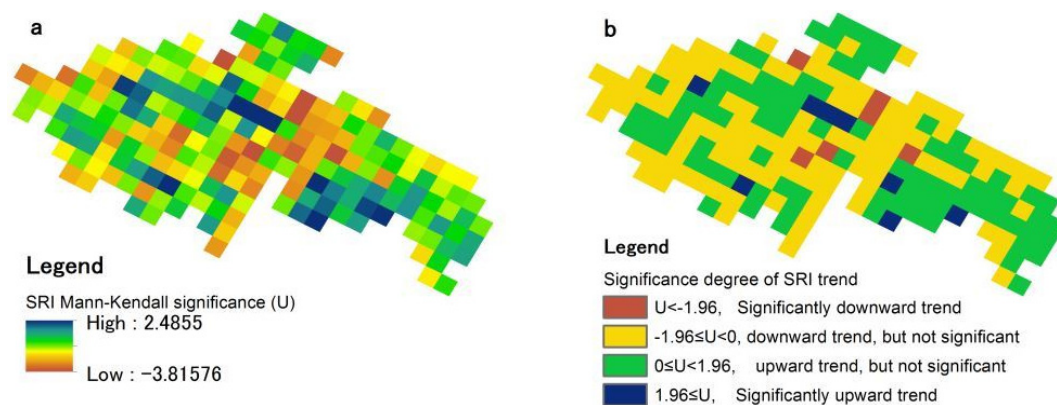 a
Legend
SRI Mann-Kendall significance (U)
High : 2.4855
Low : −3.81576
b
Legend
Significance degree of SRI trend
U<-1.96, Significantly downward trend
-1.96≤U<0, downward trend, but not significant
0≤U<1.96, upward trend, but not significant
1.96≤U, Significantly upward trend